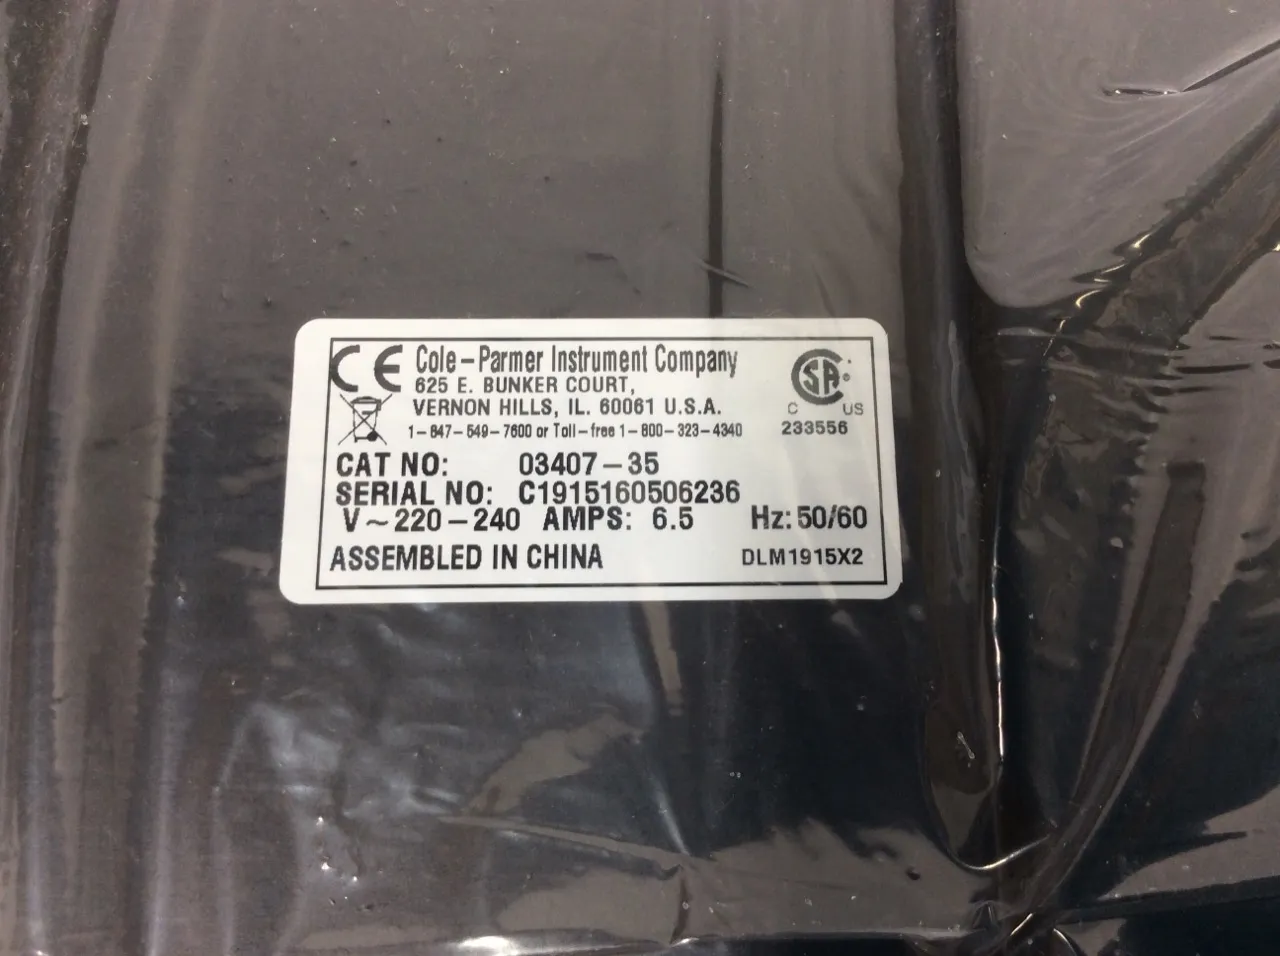 CE Cole-Parmer Instrument Company
625 E. BUNKER COURT,
VERNON HILLS, IL. 60061 U.S.A.
1-847-549-7600 or Toll-free 1-800-323-4340
CSA®
C US
233556
CAT NO: 03407-35
SERIAL NO: C1915160506236
V~220-240 AMPS: 6.5 Hz: 50/60
ASSEMBLED IN CHINA DLM1915X2